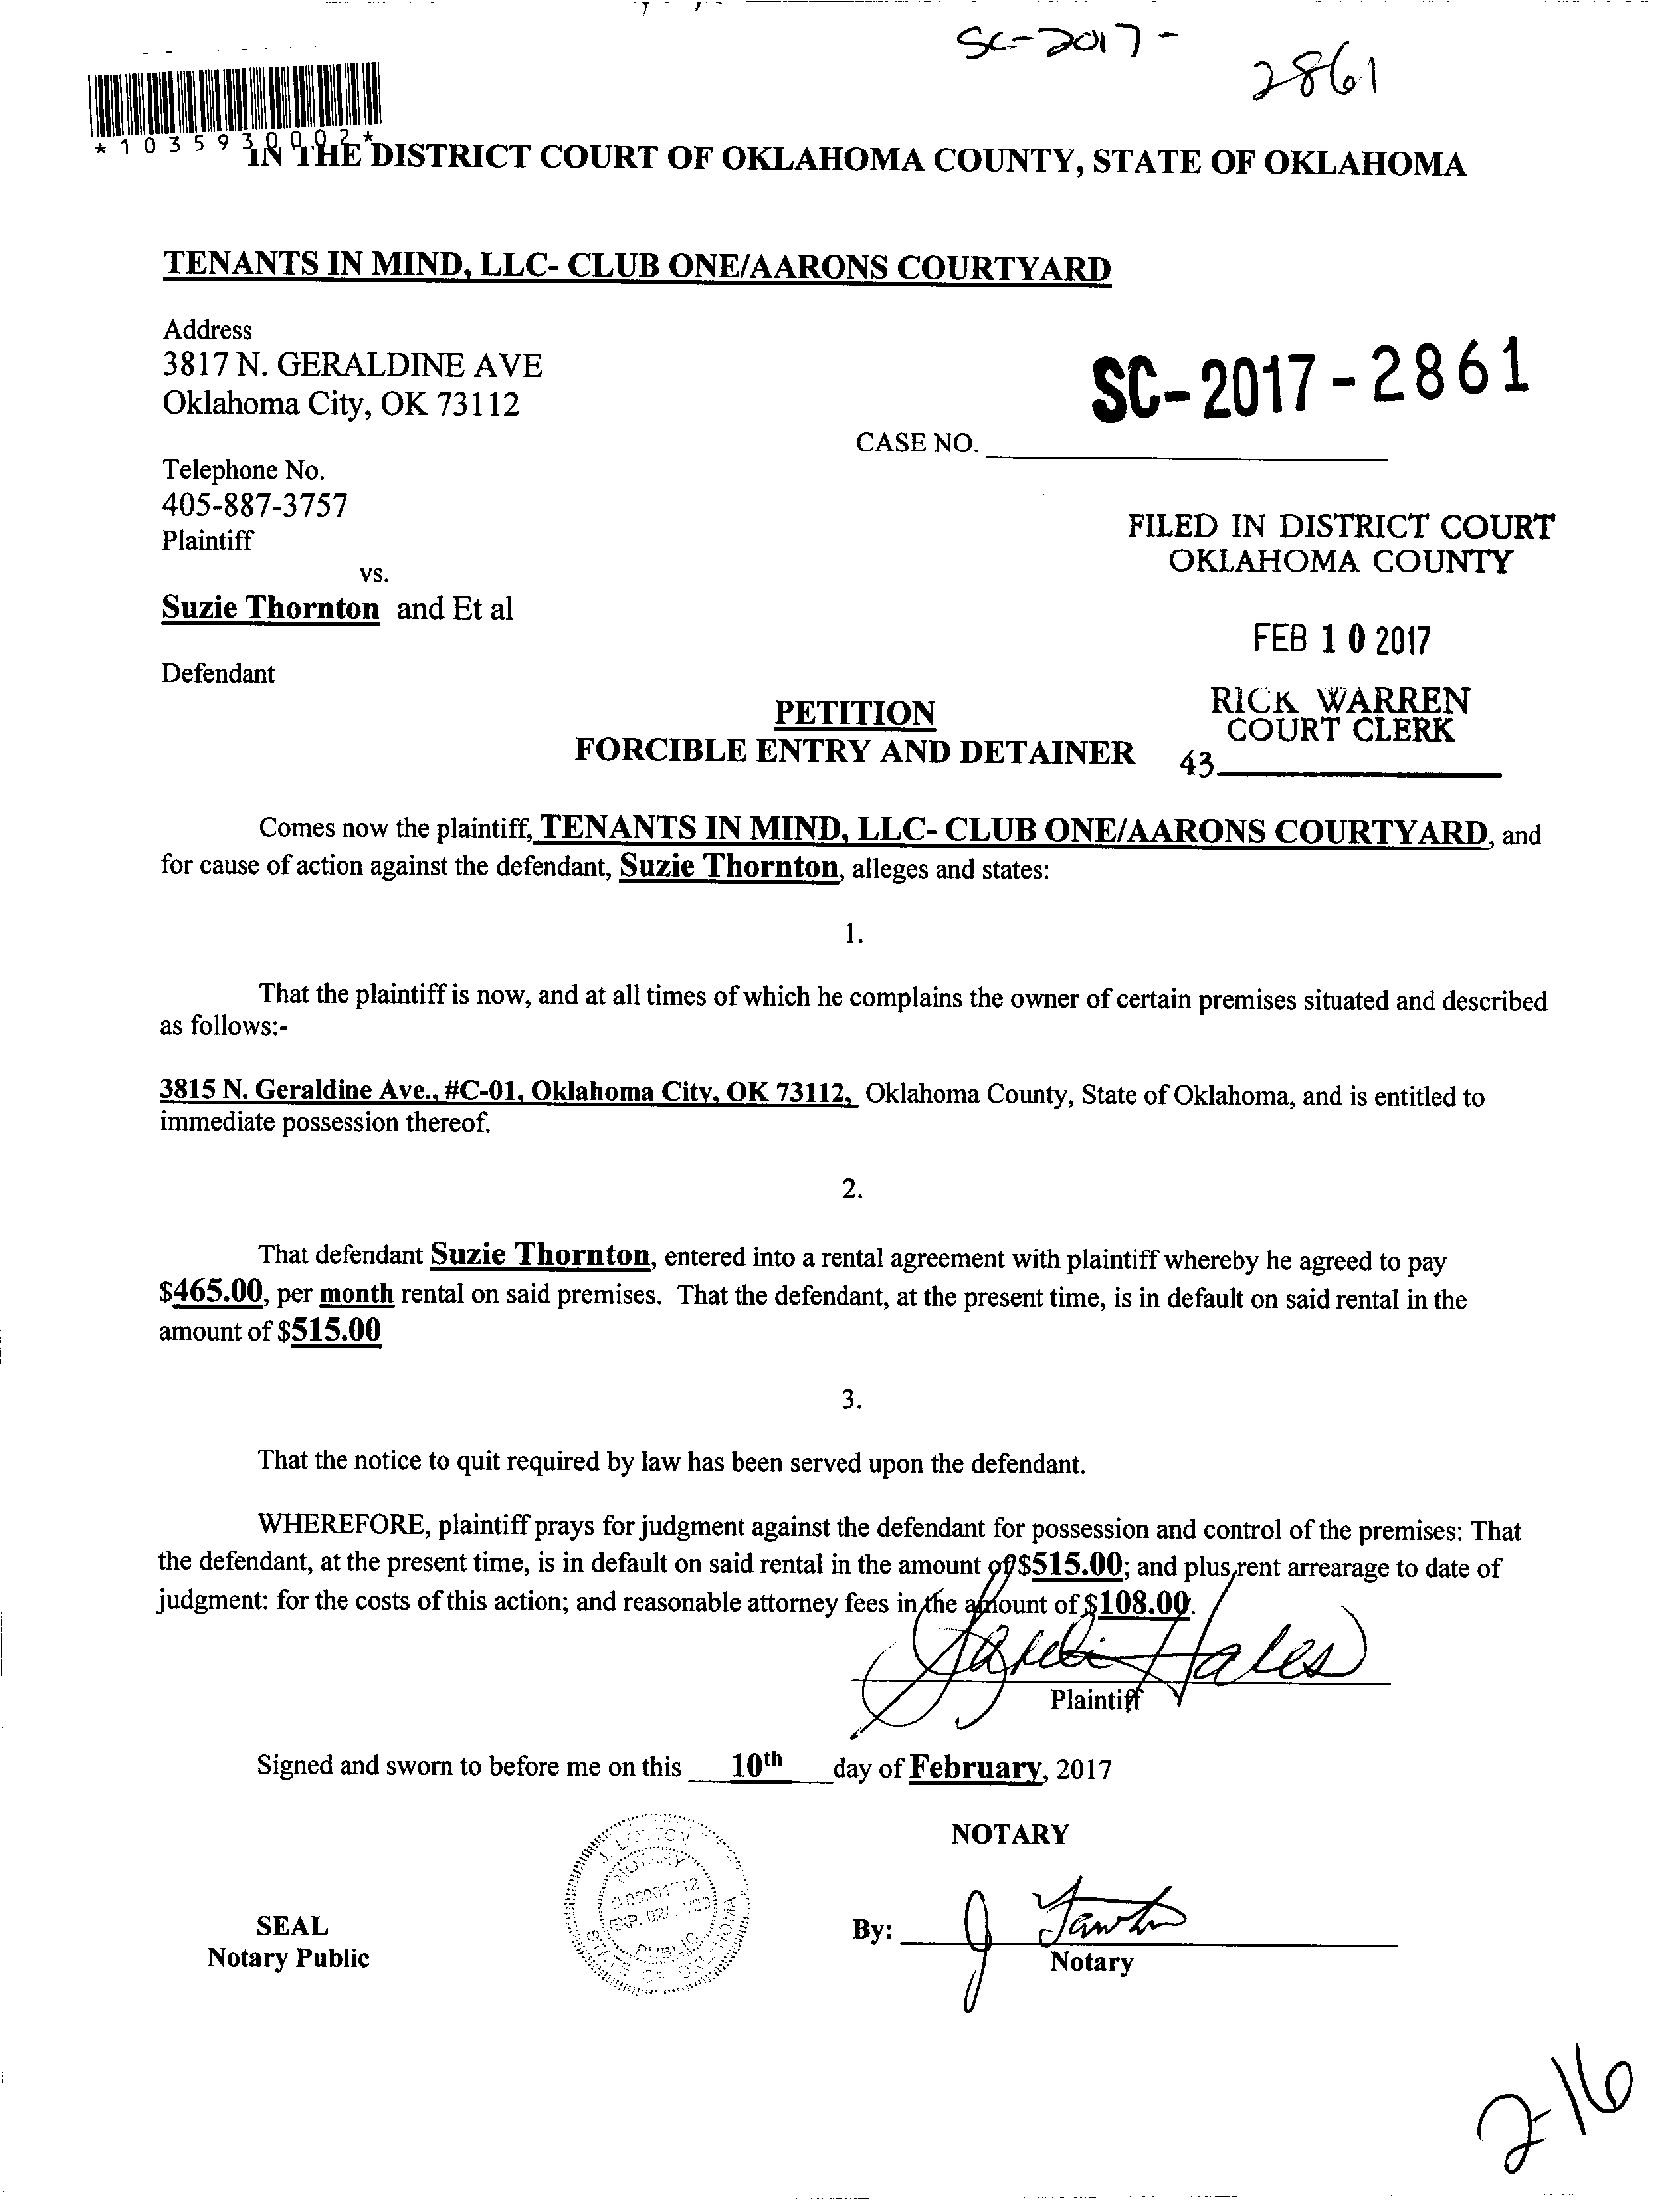 SC-2017-
2861
*1035930002*
IN THE DISTRICT COURT OF OKLAHOMA COUNTY, STATE OF OKLAHOMA
TENANTS IN MIND, LLC- CLUB ONE/AARONS COURTYARD
Address
3817 N. GERALDINE AVE
Oklahoma City, OK 73112
SC-2017-2861
CASE NO.
Telephone No.
405-887-3757
Plaintiff
FILED IN DISTRICT COURT
OKLAHOMA COUNTY
vs.
Suzie Thornton and Et al
FEB 10 2017
Defendant
RICK WARREN
COURT CLERK
43
PETITION
FORCIBLE ENTRY AND DETAINER
Comes now the plaintiff, TENANTS IN MIND, LLC- CLUB ONE/AARONS COURTYARD, and
for cause of action against the defendant, Suzie Thornton, alleges and states:
1.
That the plaintiff is now, and at all times of which he complains the owner of certain premises situated and described
as follows:-
3815 N. Geraldine Ave., #C-01, Oklahoma City, OK 73112, Oklahoma County, State of Oklahoma, and is entitled to
immediate possession thereof.
2.
That defendant Suzie Thornton, entered into a rental agreement with plaintiff whereby he agreed to pay
$465.00, per month rental on said premises. That the defendant, at the present time, is in default on said rental in the
amount of $515.00
3.
That the notice to quit required by law has been served upon the defendant.
WHEREFORE, plaintiff prays for judgment against the defendant for possession and control of the premises: That
the defendant, at the present time, is in default on said rental in the amount of $515.00; and plus rent arrearage to date of
judgment: for the costs of this action; and reasonable attorney fees in the amount of $108.00.
Hales
Plaintiff
Signed and sworn to before me on this 10th day of February, 2017
NOTARY
SEAL
Notary Public
NOTARY
PUBLIC
STATE OF OKLAHOMA
By: J
Notary
2-16